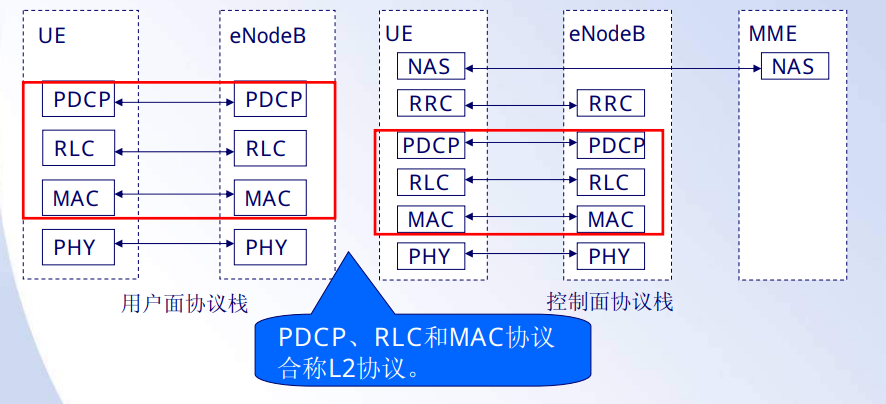 UE eNodeB
PDCP PDCP
RLC RLC
MAC MAC
PHY PHY
用户面协议栈
UE eNodeB MME
NAS NAS
RRC RRC
PDCP PDCP
RLC RLC
MAC MAC
PHY PHY
控制面协议栈
PDCP、RLC和MAC协议
合称L2协议。